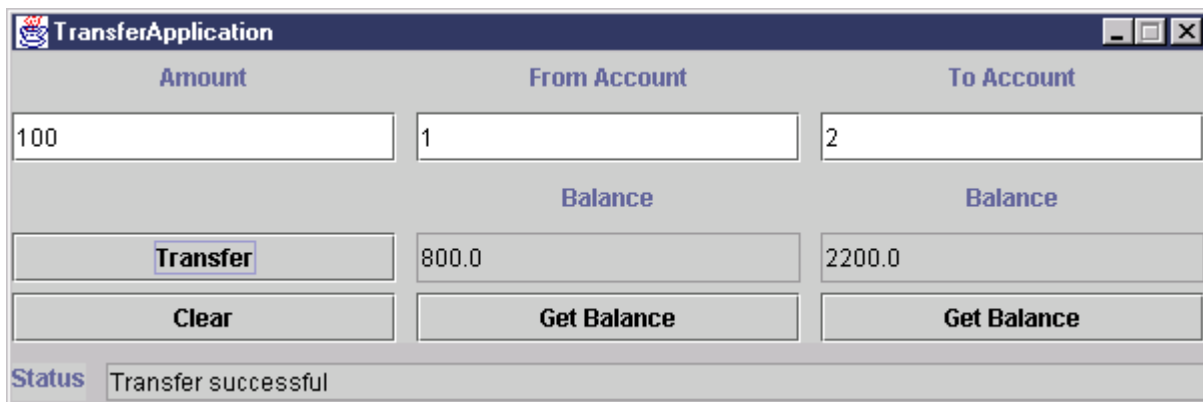 TransferApplication
Amount From Account To Account
100 1 2
Balance Balance
Transfer 800.0 2200.0
Clear Get Balance Get Balance
Status Transfer successful